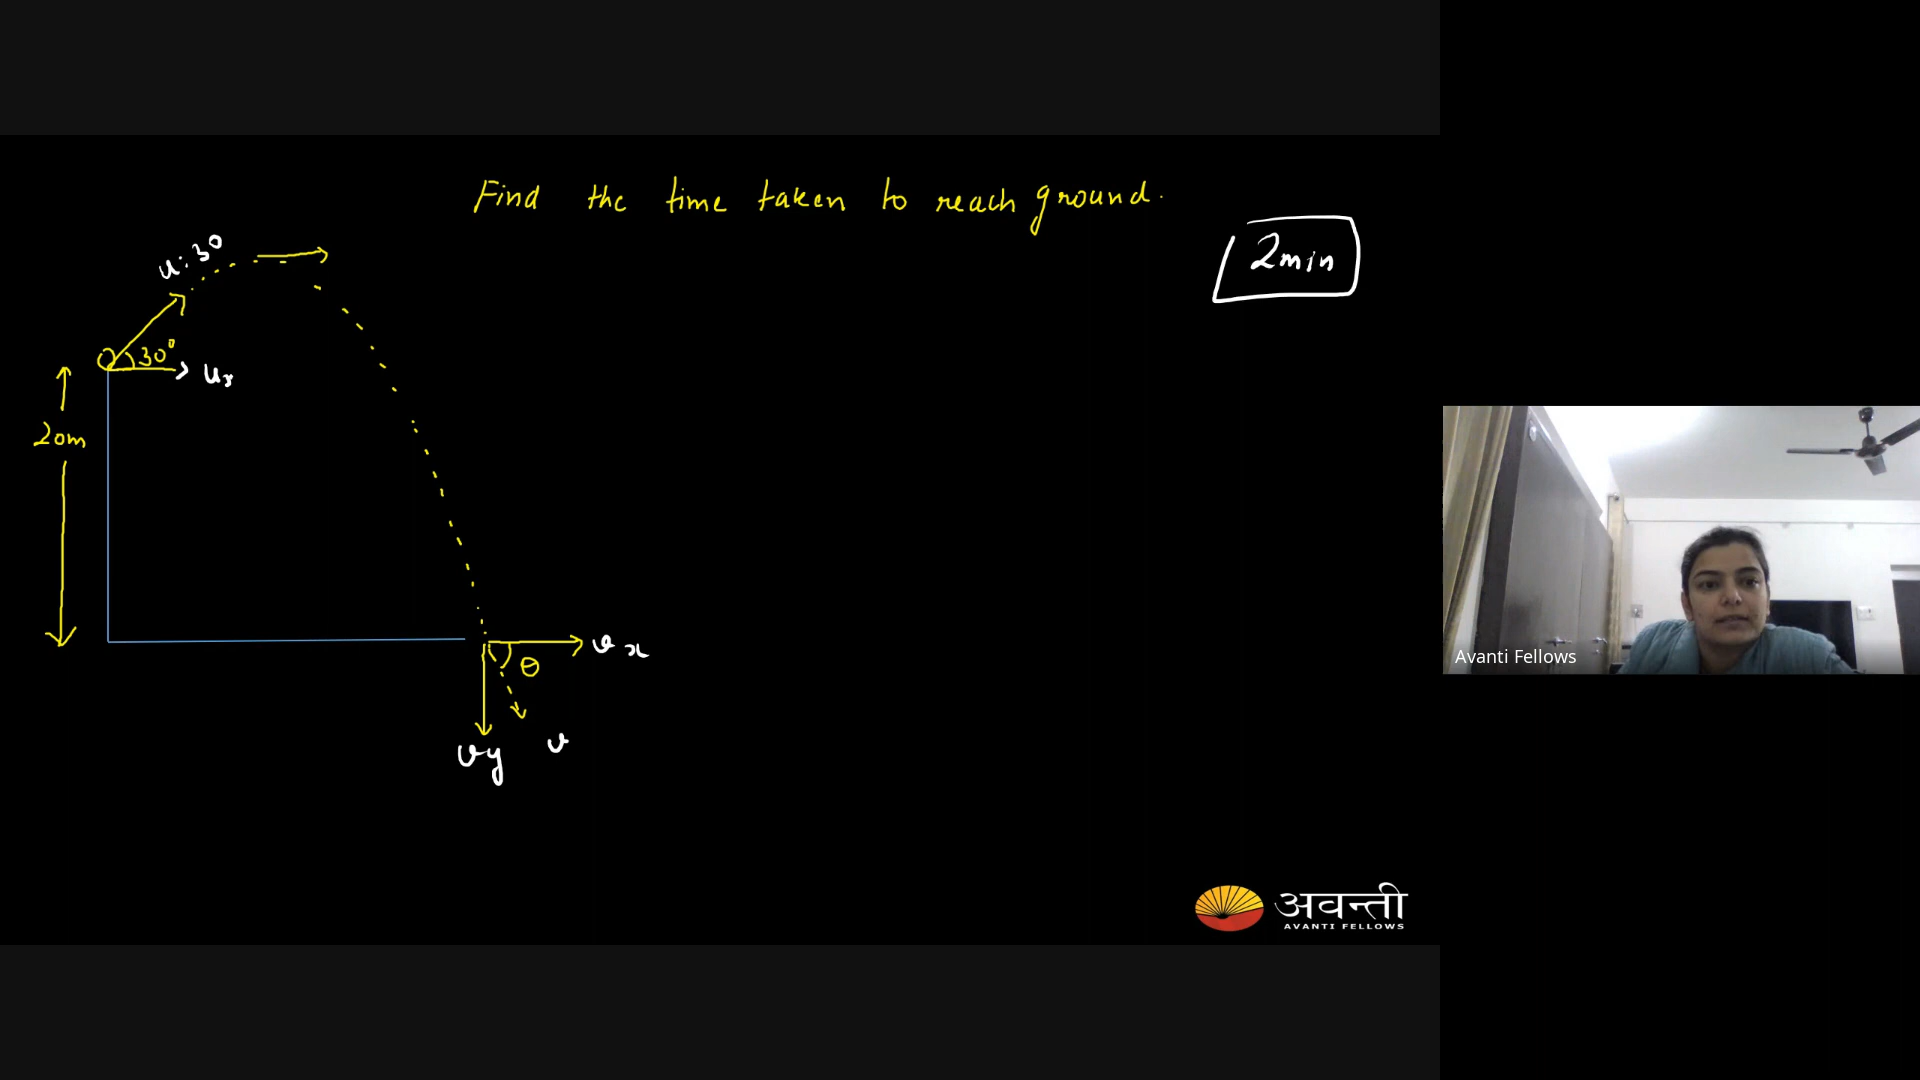 Find the time taken to reach ground.
2min
u: 30
30°
ux
20m
vx
θ
vy
v
Avanti Fellows
अवन्ती
AVANTI FELLOWS